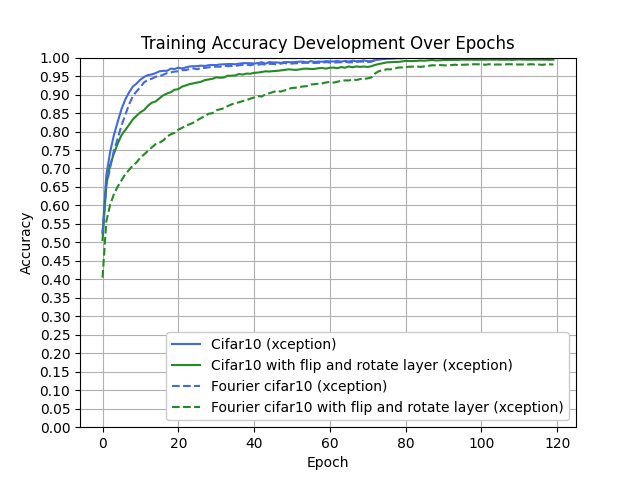 Training Accuracy Development Over Epochs
1.00
0.95
0.90
0.85
0.80
0.75
0.70
0.65
0.60
0.55
0.50
0.45
0.40
0.35
0.30
0.25
0.20
0.15
0.10
0.05
0.00
Accuracy
Cifar10 (xception)
Cifar10 with flip and rotate layer (xception)
Fourier cifar10 (xception)
Fourier cifar10 with flip and rotate layer (xception)
0 20 40 60 80 100 120
Epoch